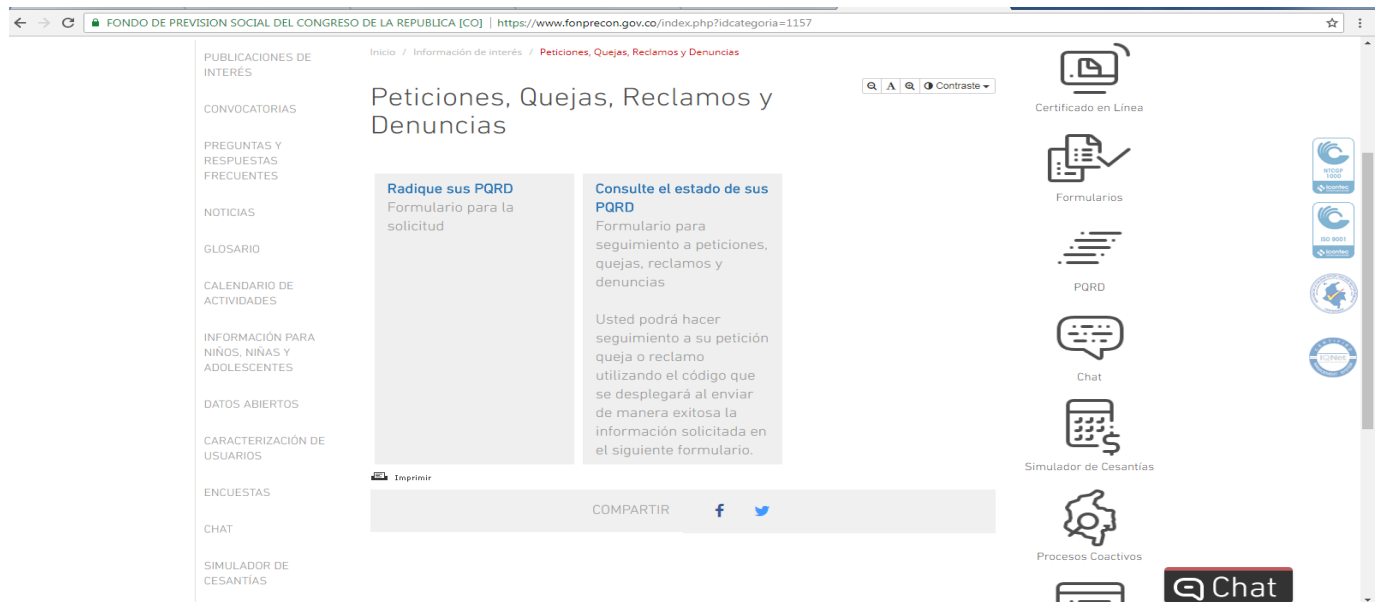 FONDO DE PREVISION SOCIAL DEL CONGRESO DE LA REPUBLICA [CO] | https://www.fonprecon.gov.co/index.php?idcategoria=1157
PUBLICACIONES DE
INTERÉS
CONVOCATORIAS
PREGUNTAS Y
RESPUESTAS
FRECUENTES
NOTICIAS
GLOSARIO
CALENDARIO DE
ACTIVIDADES
INFORMACIÓN PARA
NIÑOS, NIÑAS Y
ADOLESCENTES
DATOS ABIERTOS
CARACTERIZACIÓN DE
USUARIOS
ENCUESTAS
CHAT
SIMULADOR DE
CESANTÍAS
Inicio / Información de interés / Peticiones, Quejas, Reclamos y Denuncias
A Contraste
Peticiones, Quejas, Reclamos y
Denuncias
Radique sus PQRD
Formulario para la
solicitud
Consulte el estado de sus
PQRD
Formulario para
seguimiento a peticiones,
quejas, reclamos y
denuncias
Usted podrá hacer
seguimiento a su petición
queja o reclamo
utilizando el código que
se desplegará al enviar
de manera exitosa la
información solicitada en
el siguiente formulario.
Imprimir
COMPARTIR
Certificado en Línea
Formularios
PQRD
Chat
Simulador de Cesantías
Procesos Coactivos
NTCGP
1000
icontec
ISO 9001
icontec
IQNet
Chat